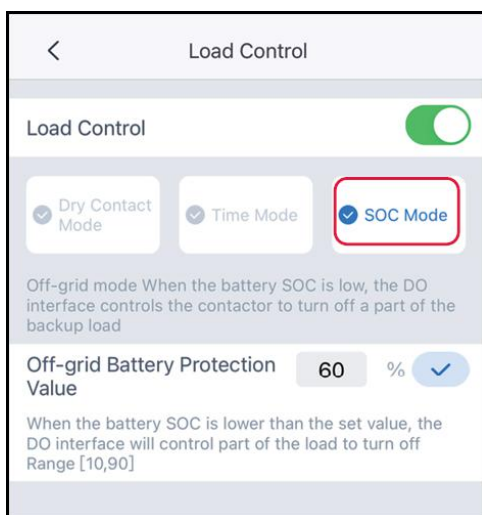 Load Control
Load Control
Dry Contact
Mode
Time Mode
SOC Mode
Off-grid mode When the battery SOC is low, the DO
interface controls the contactor to turn off a part of the
backup load
Off-grid Battery Protection
Value
60 %
When the battery SOC is lower than the set value, the
DO interface will control part of the load to turn off
Range [10,90]